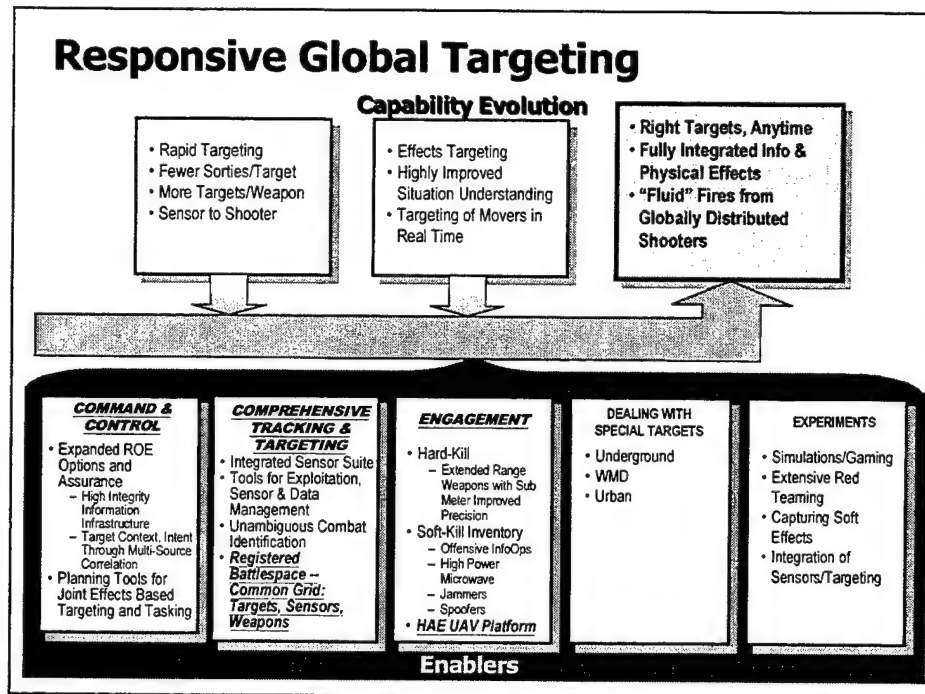 Responsive Global Targeting
Capability Evolution
• Rapid Targeting
• Fewer Sorties/Target
• More Targets/Weapon
• Sensor to Shooter
• Effects Targeting
• Highly Improved
Situation Understanding
• Targeting of Movers in
Real Time
• Right Targets, Anytime
• Fully Integrated Info &
Physical Effects
• "Fluid" Fires from
Globally Distributed
Shooters
COMMAND &
CONTROL
• Expanded ROE
Options and
Assurance
– High Integrity
Information
Infrastructure
– Target Context, Intent
Through Multi-Source
Correlation
• Planning Tools for
Joint Effects Based
Targeting and Tasking
COMPREHENSIVE
TRACKING &
TARGETING
• Integrated Sensor Suite
• Tools for Exploitation,
Sensor & Data
Management
• Unambiguous Combat
Identification
• Registered
Battlespace --
Common Grid:
Targets, Sensors,
Weapons
ENGAGEMENT
• Hard-Kill
– Extended Range
Weapons with Sub
Meter Improved
Precision
• Soft-Kill Inventory
– Offensive InfoOps
– High Power
Microwave
– Jammers
– Spoofers
• HAE UAV Platform
DEALING WITH
SPECIAL TARGETS
• Underground
• WMD
• Urban
EXPERIMENTS
• Simulations/Gaming
• Extensive Red
Teaming
• Capturing Soft
Effects
• Integration of
Sensors/Targeting
Enablers